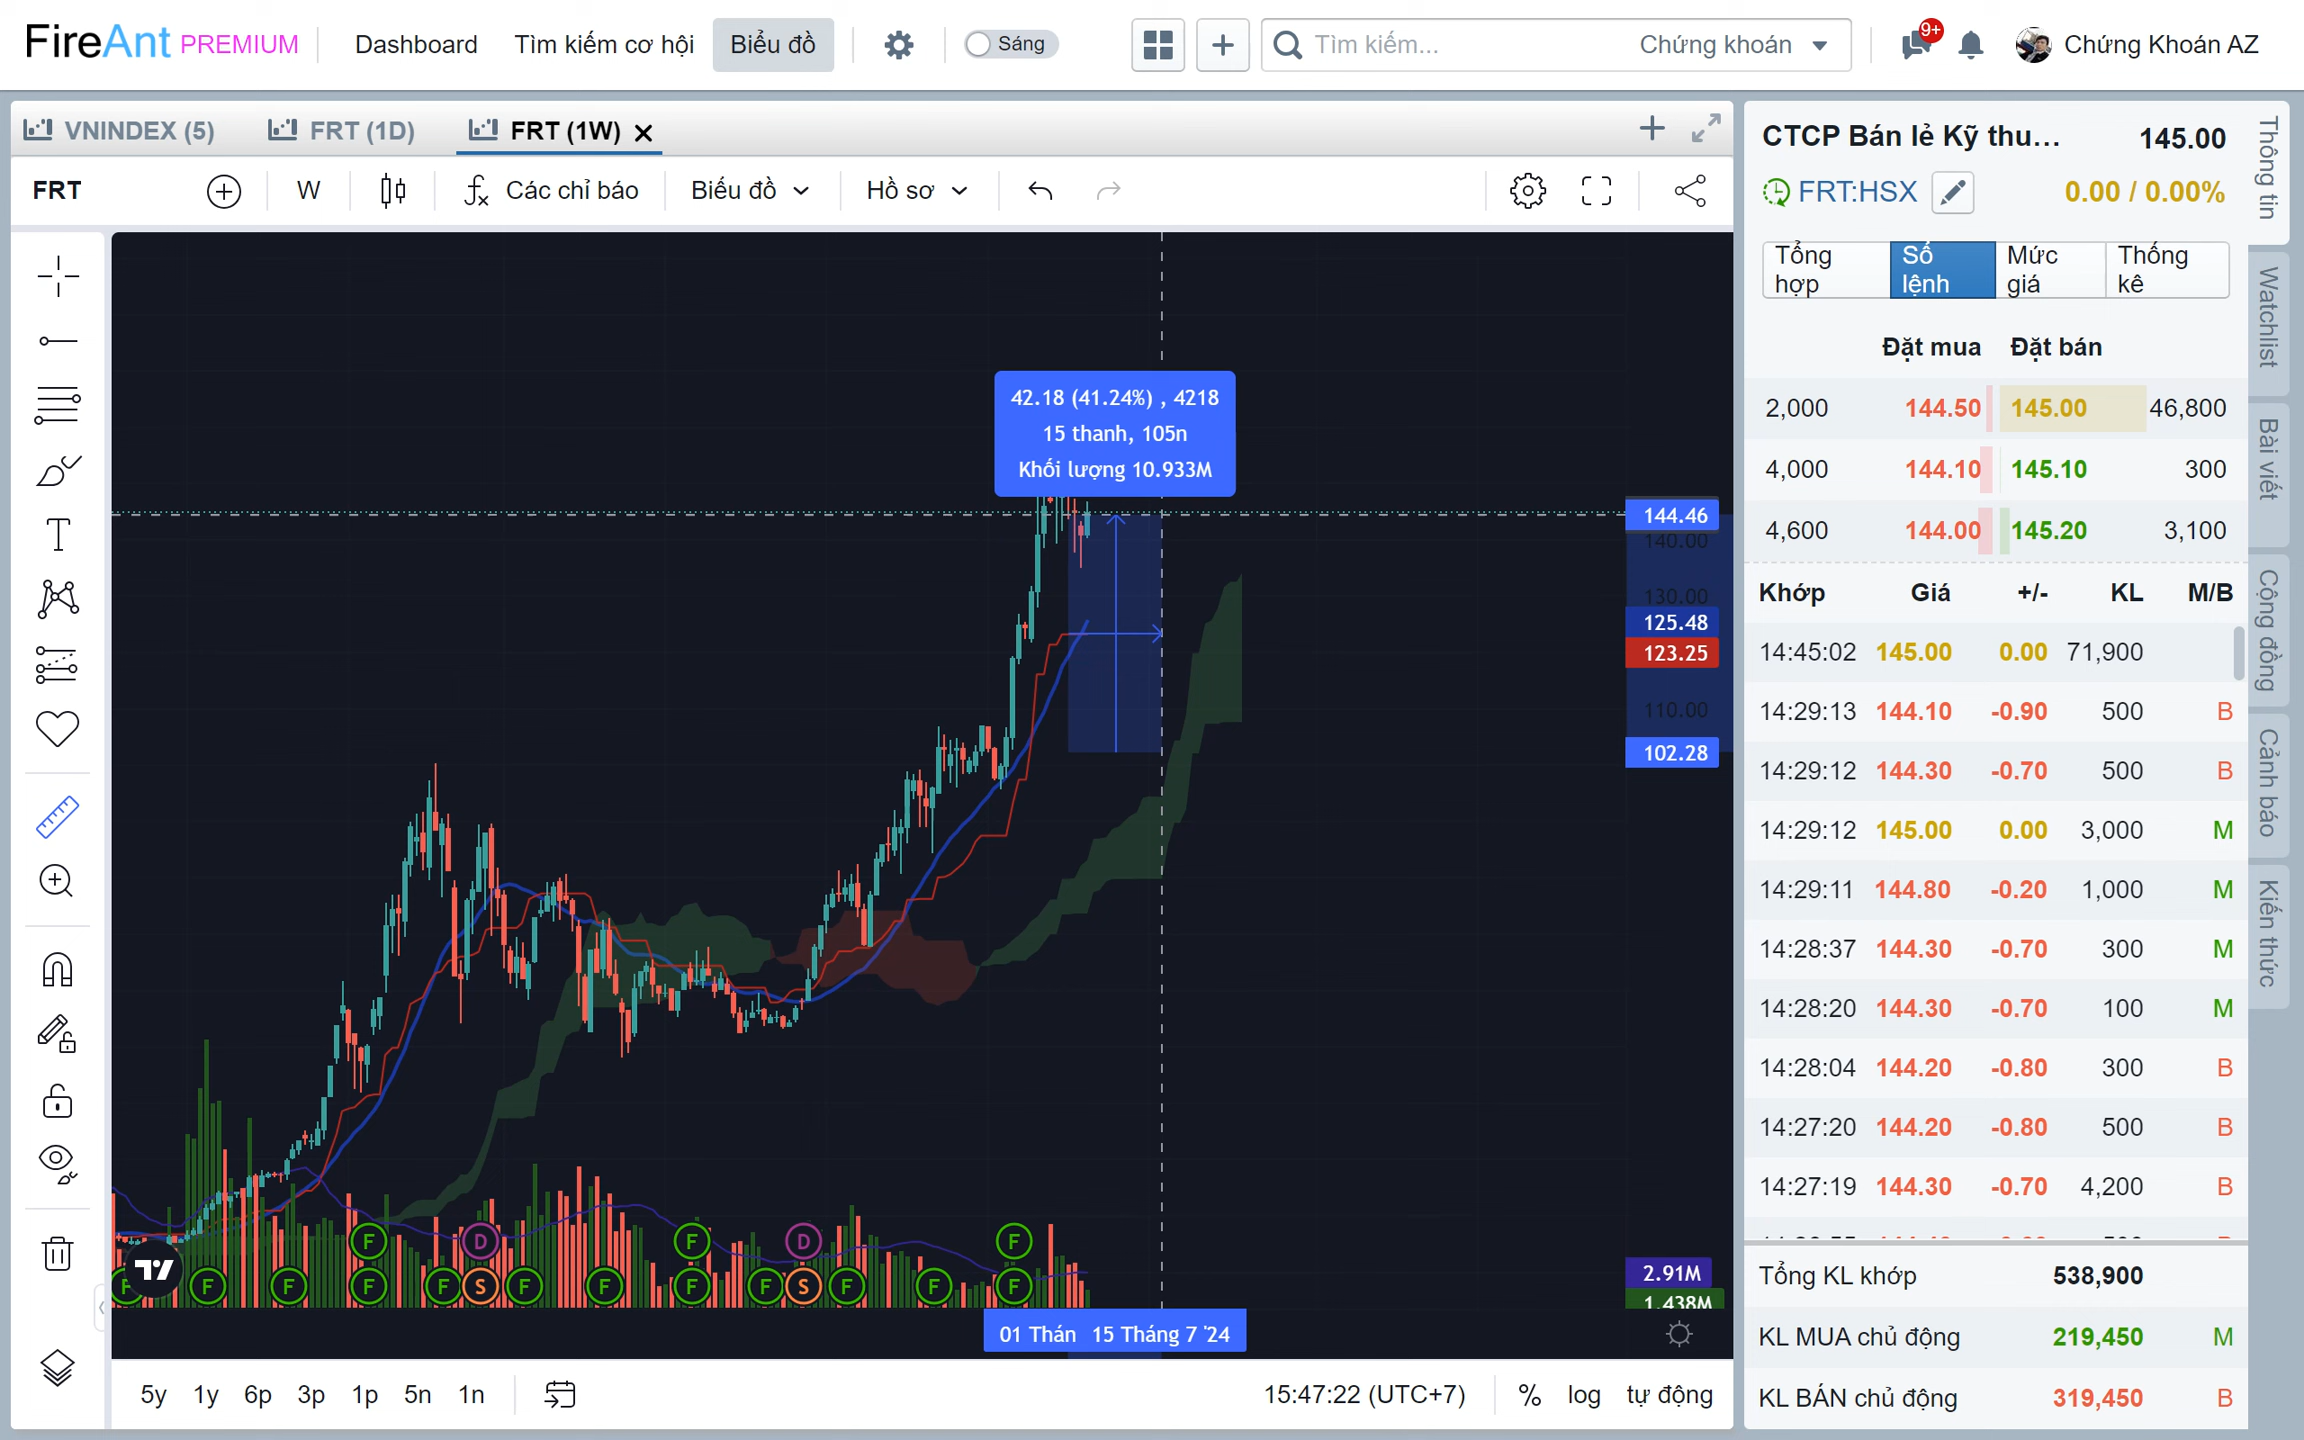 FireAnt PREMIUM
Dashboard
Tìm kiếm cơ hội
Biểu đồ
Sáng
Tìm kiếm...
Chứng khoán
9+
Chứng Khoán AZ
VNINDEX (5)
FRT (1D)
FRT (1W)
FRT
W
Các chỉ báo
Biểu đồ
Hồ sơ
42.18 (41.24%) , 4218
15 thanh, 105n
Khối lượng 10.933M
144.46
140.00
130.00
125.48
123.25
110.00
102.28
2.91M
1.438M
F D F D F
F F F F F S F F F F S F F F
01 Thán 15 Tháng 7 '24
5y 1y 6p 3p 1p 5n 1n
15:47:22 (UTC+7)
%
log
tự động
CTCP Bán lẻ Kỹ thu... 145.00
FRT:HSX 0.00 / 0.00%
Tổng hợp
Sổ lệnh
Mức giá
Thống kê
Đặt mua Đặt bán
2,000 144.50 145.00 46,800
4,000 144.10 145.10 300
4,600 144.00 145.20 3,100
Khớp Giá +/- KL M/B
14:45:02 145.00 0.00 71,900
14:29:13 144.10 -0.90 500 B
14:29:12 144.30 -0.70 500 B
14:29:12 145.00 0.00 3,000 M
14:29:11 144.80 -0.20 1,000 M
14:28:37 144.30 -0.70 300 M
14:28:20 144.30 -0.70 100 M
14:28:04 144.20 -0.80 300 B
14:27:20 144.20 -0.80 500 B
14:27:19 144.30 -0.70 4,200 B
Tổng KL khớp 538,900
KL MUA chủ động 219,450 M
KL BÁN chủ động 319,450 B
Thông tin
Watchlist
Bài viết
Cộng đồng
Cảnh báo
Kiến thức